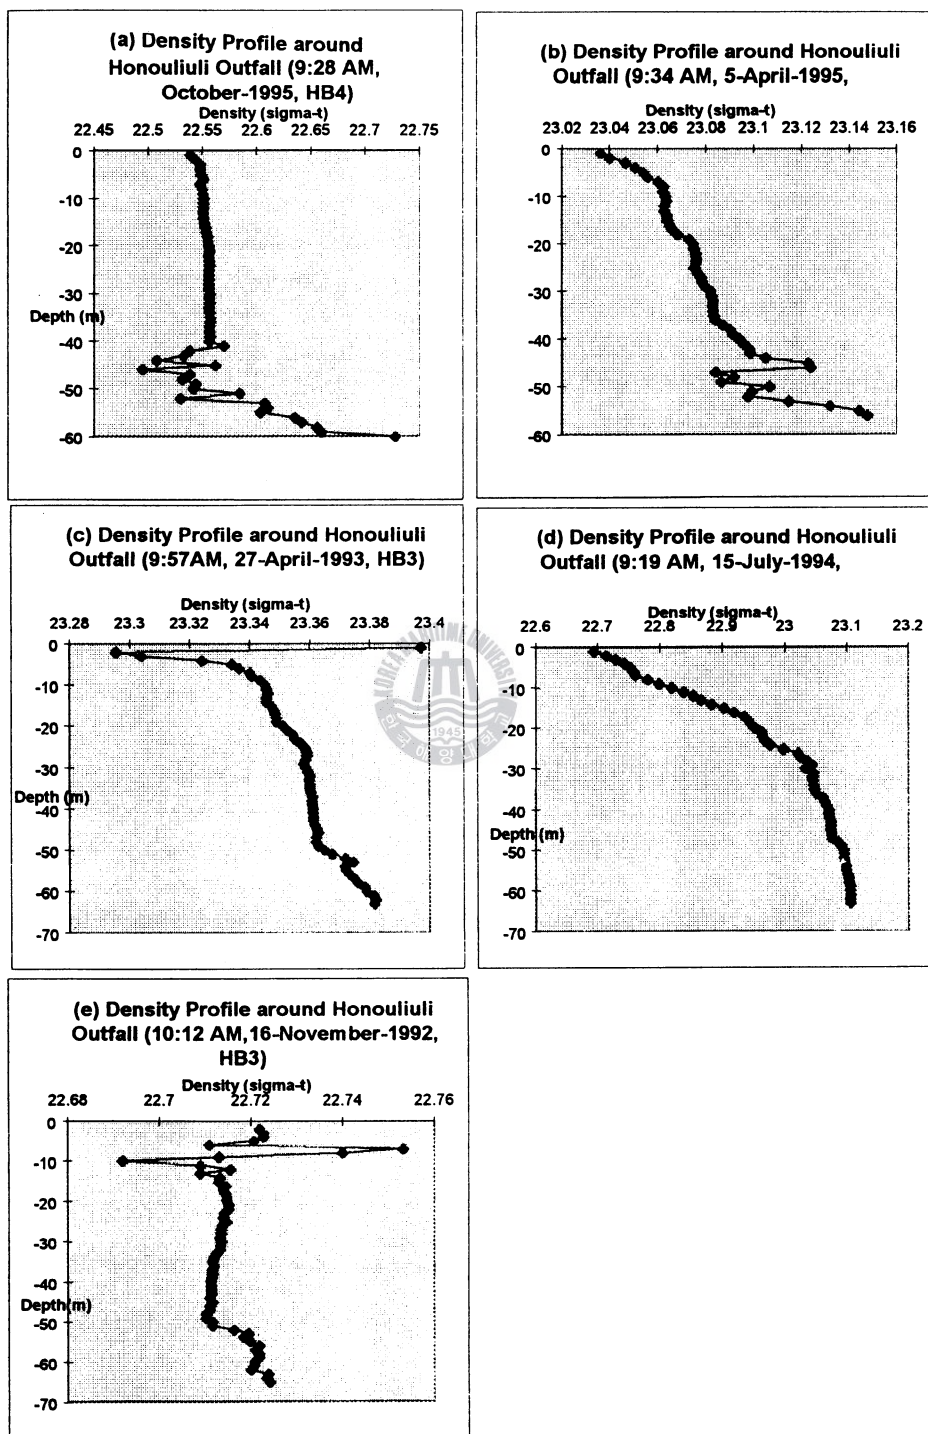 (a) Density Profile around
Honouliuli Outfall (9:28 AM,
October-1995, HB4)
Density (sigma-t)
22.45 22.5 22.55 22.6 22.65 22.7 22.75
0
-10
-20
-30
Depth (m)
-40
-50
-60
(b) Density Profile around Honouliuli
Outfall (9:34 AM, 5-April-1995,
Density (sigma-t)
23.02 23.04 23.06 23.08 23.1 23.12 23.14 23.16
0
-10
-20
-30
-40
-50
-60
(c) Density Profile around Honouliuli
Outfall (9:57AM, 27-April-1993, HB3)
Density (sigma-t)
23.28 23.3 23.32 23.34 23.36 23.38 23.4
0
-10
-20
-30
Depth (m)
-40
-50
-60
-70
(d) Density Profile around Honouliuli
Outfall (9:19 AM, 15-July-1994,
Density (sigma-t)
22.6 22.7 22.8 22.9 23 23.1 23.2
0
-10
-20
-30
-40
Depth (m)
-50
-60
-70
(e) Density Profile around Honouliuli
Outfall (10:12 AM,16-November-1992,
HB3)
Density (sigma-t)
22.68 22.7 22.72 22.74 22.76
0
-10
-20
-30
-40
Depth(m)
-50
-60
-70
KOREA MARITIME UNIVERSITY
1945